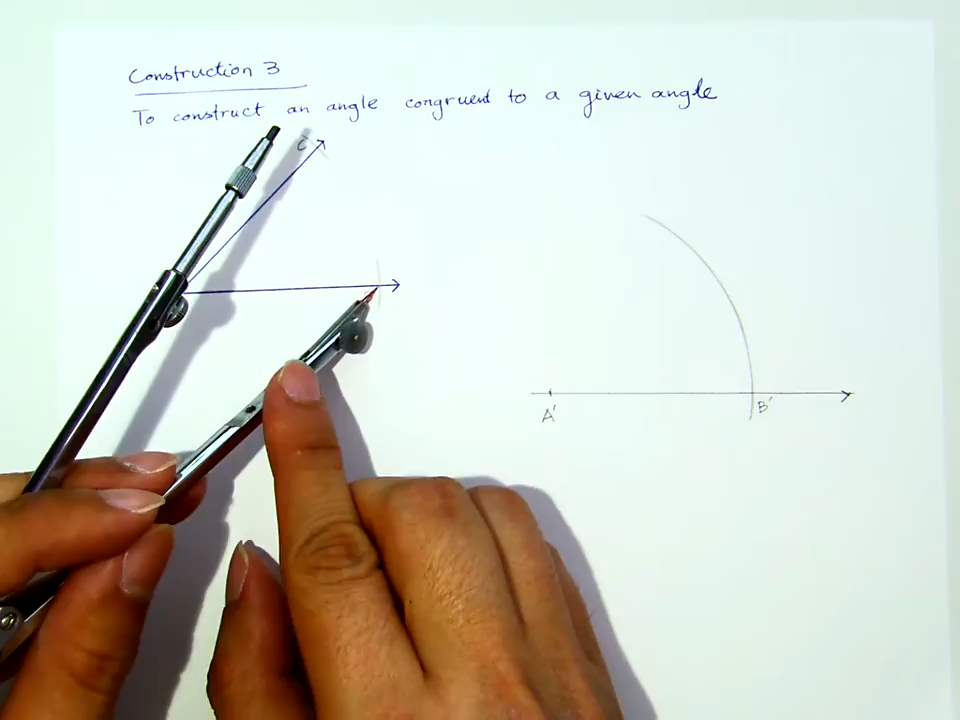 Construction 3
To construct an angle congruent to a given angle
C
A'
B'